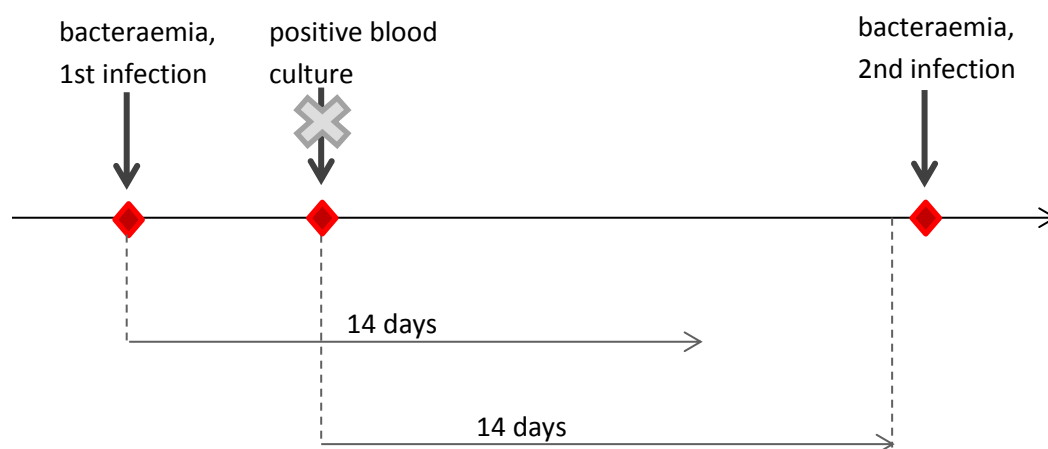 bacteraemia,
1st infection
positive blood
culture
bacteraemia,
2nd infection
14 days
14 days